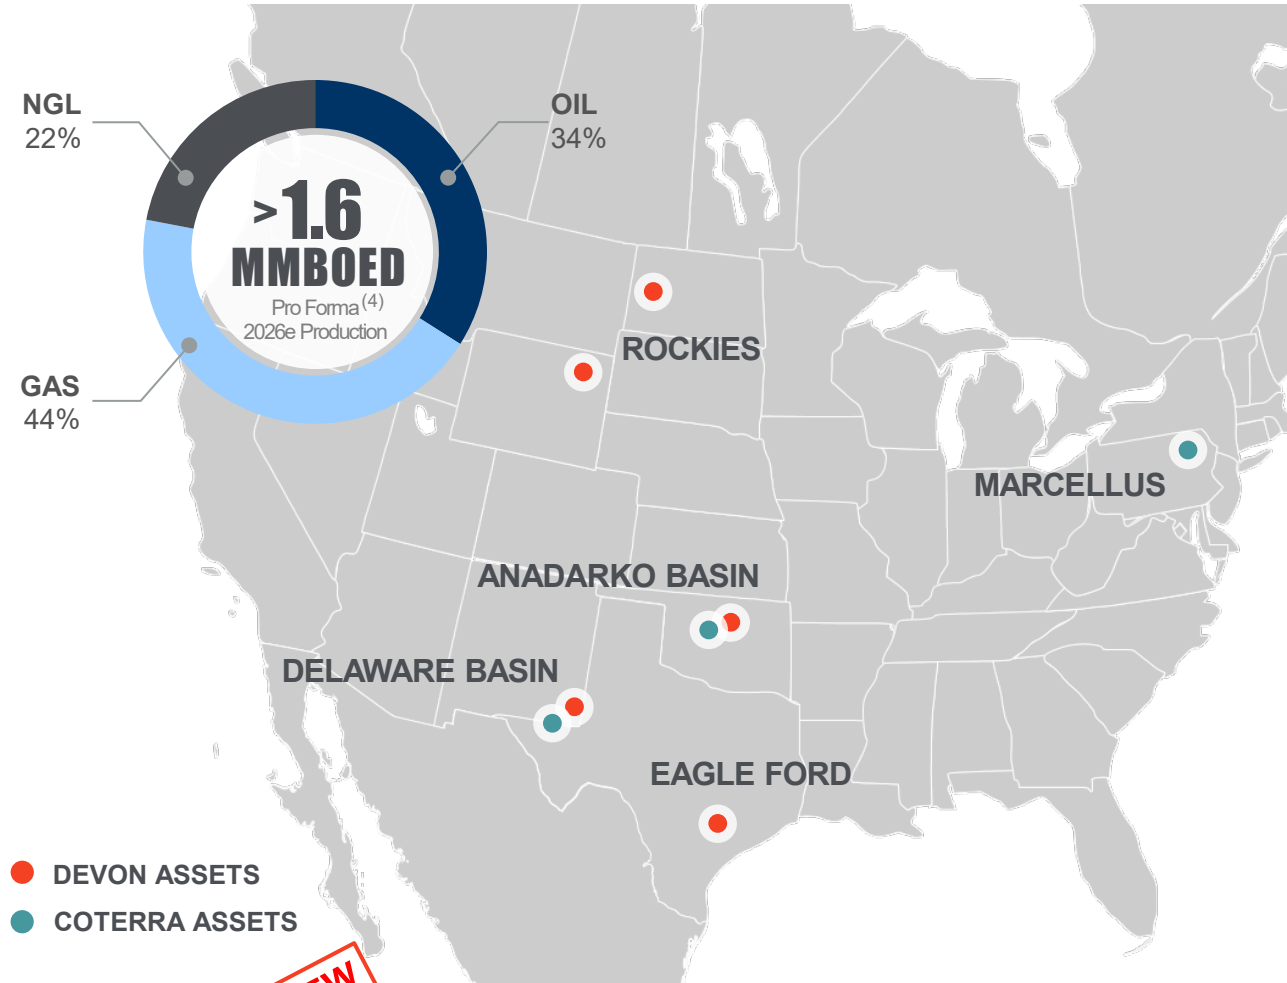 NGL
22%
OIL
34%
>1.6
MMBOED
Pro Forma (4)
2026e Production
GAS
44%
ROCKIES
MARCELLUS
ANADARKO BASIN
DELAWARE BASIN
EAGLE FORD
DEVON ASSETS
COTERRA ASSETS